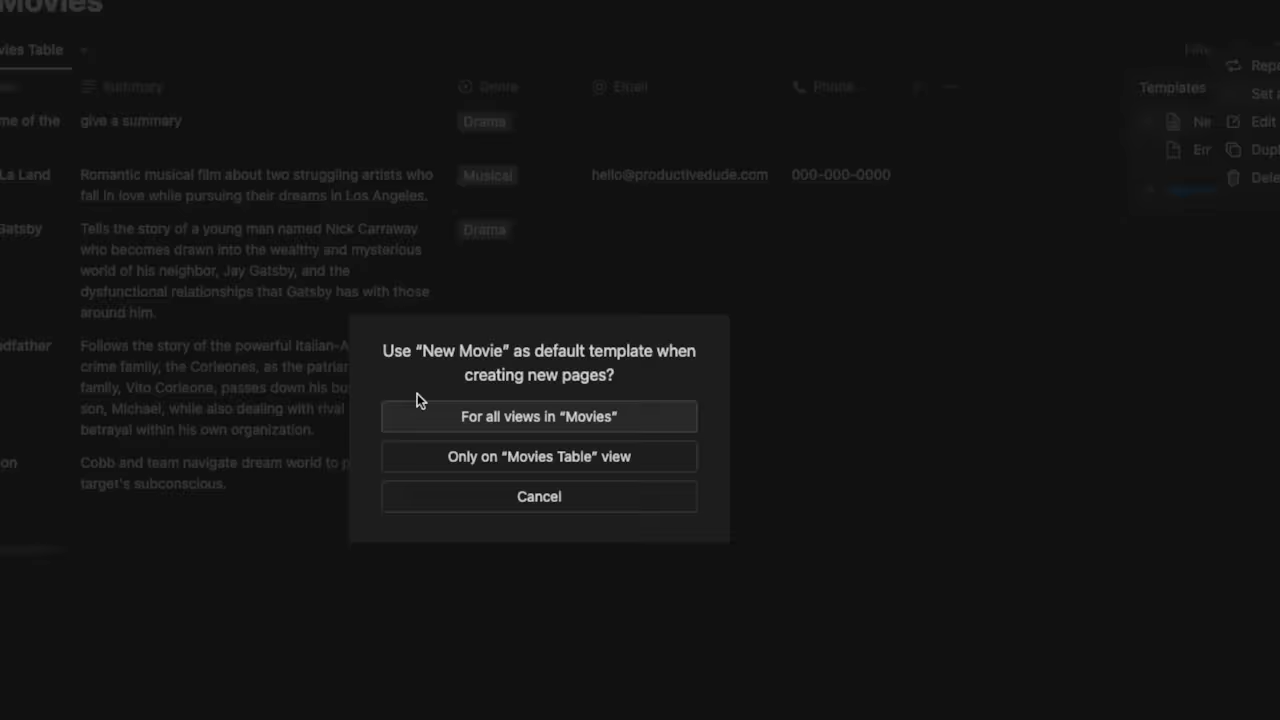 Movies
vies Table
Summary
Genre
Email
Phone
Templates
Set
Edit
me of the
give a summary
Drama
La Land
Romantic musical film about two struggling artists who
fall in love while pursuing their dreams in Los Angeles.
Musical
hello@productivedude.com
000-000-0000
Gatsby
Tells the story of a young man named Nick Carraway
who becomes drawn into the wealthy and mysterious
world of his neighbor, Jay Gatsby, and the
dysfunctional relationships that Gatsby has with those
around him.
Drama
dfather
Follows the story of the powerful Italian-A
crime family, the Corleones, as the patriar
family, Vito Corleone, passes down his bu
son, Michael, while also dealing with rival
betrayal within his own organization.
on
Cobb and team navigate dream world to p
target's subconscious.
Use “New Movie” as default template when
creating new pages?
For all views in “Movies”
Only on “Movies Table” view
Cancel